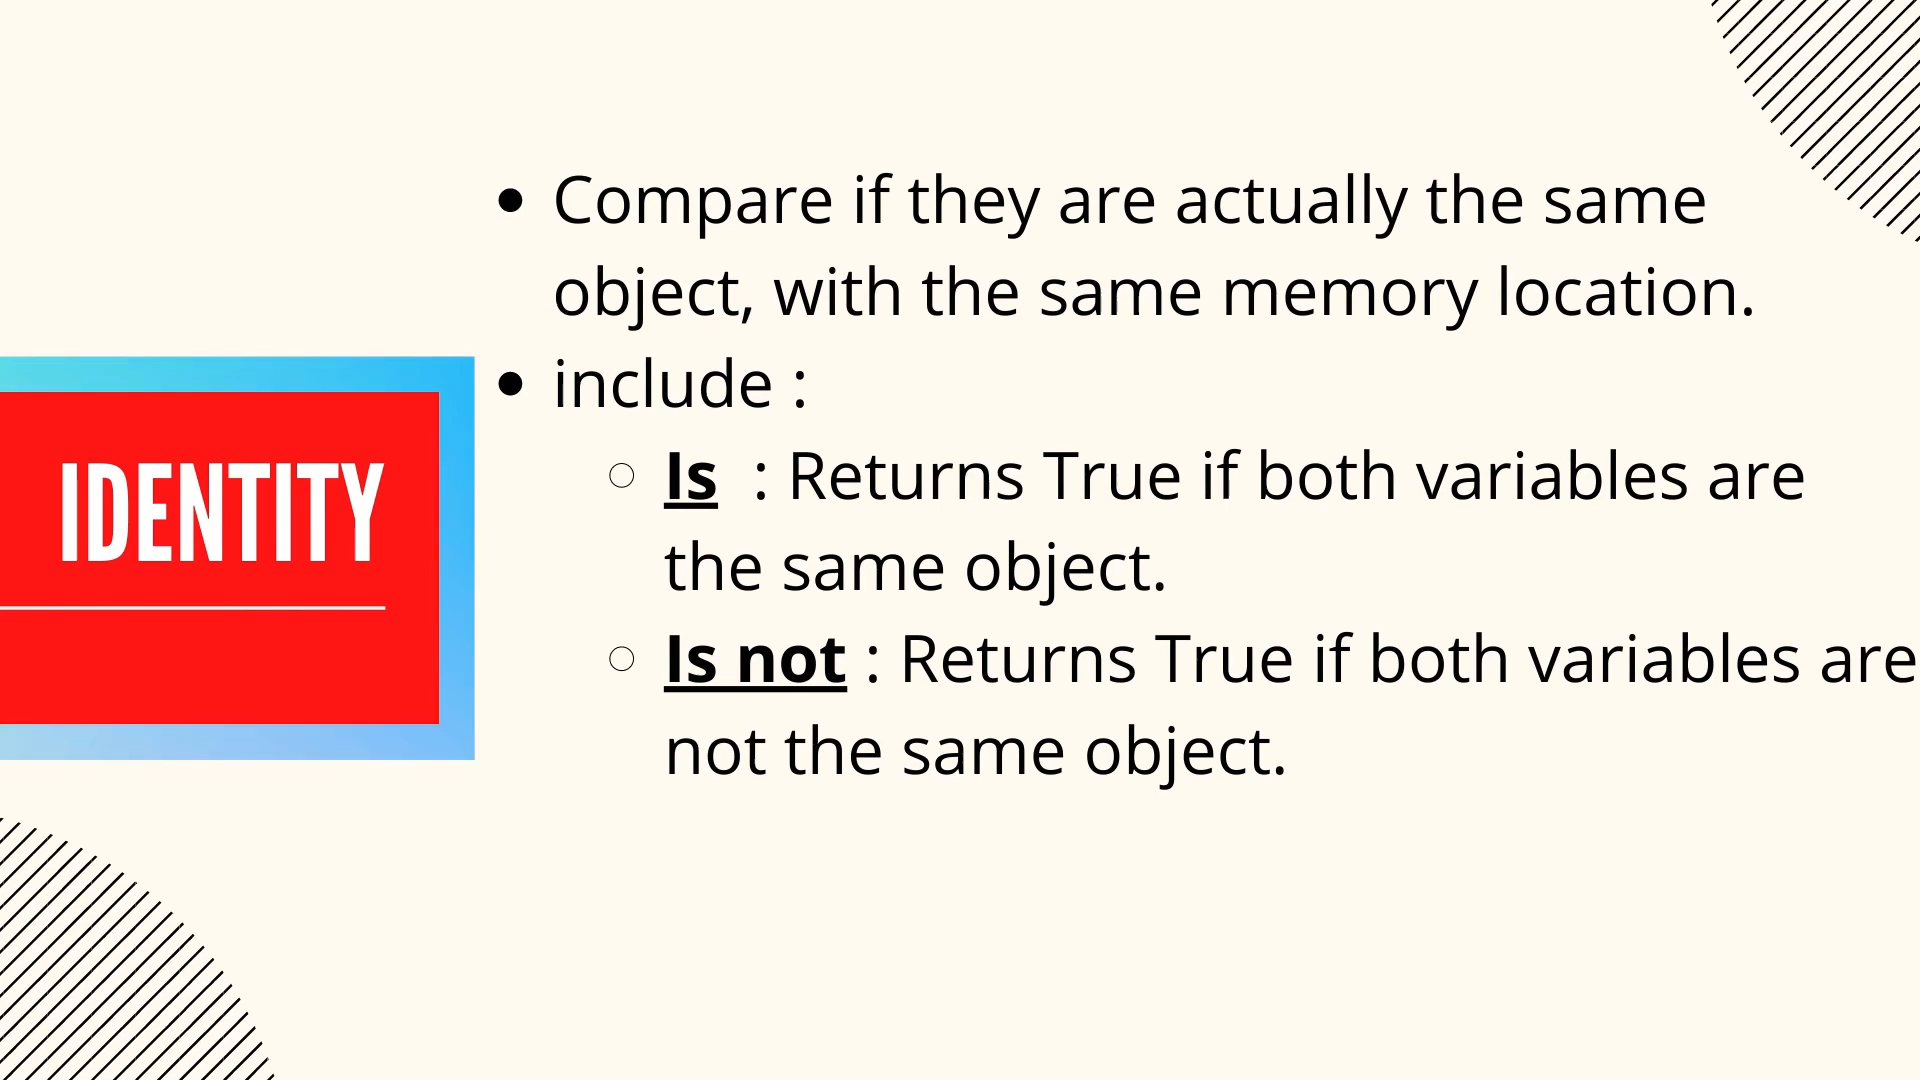 IDENTITY
• Compare if they are actually the same
object, with the same memory location.
• include :
○ Is : Returns True if both variables are
the same object.
○ Is not : Returns True if both variables are
not the same object.